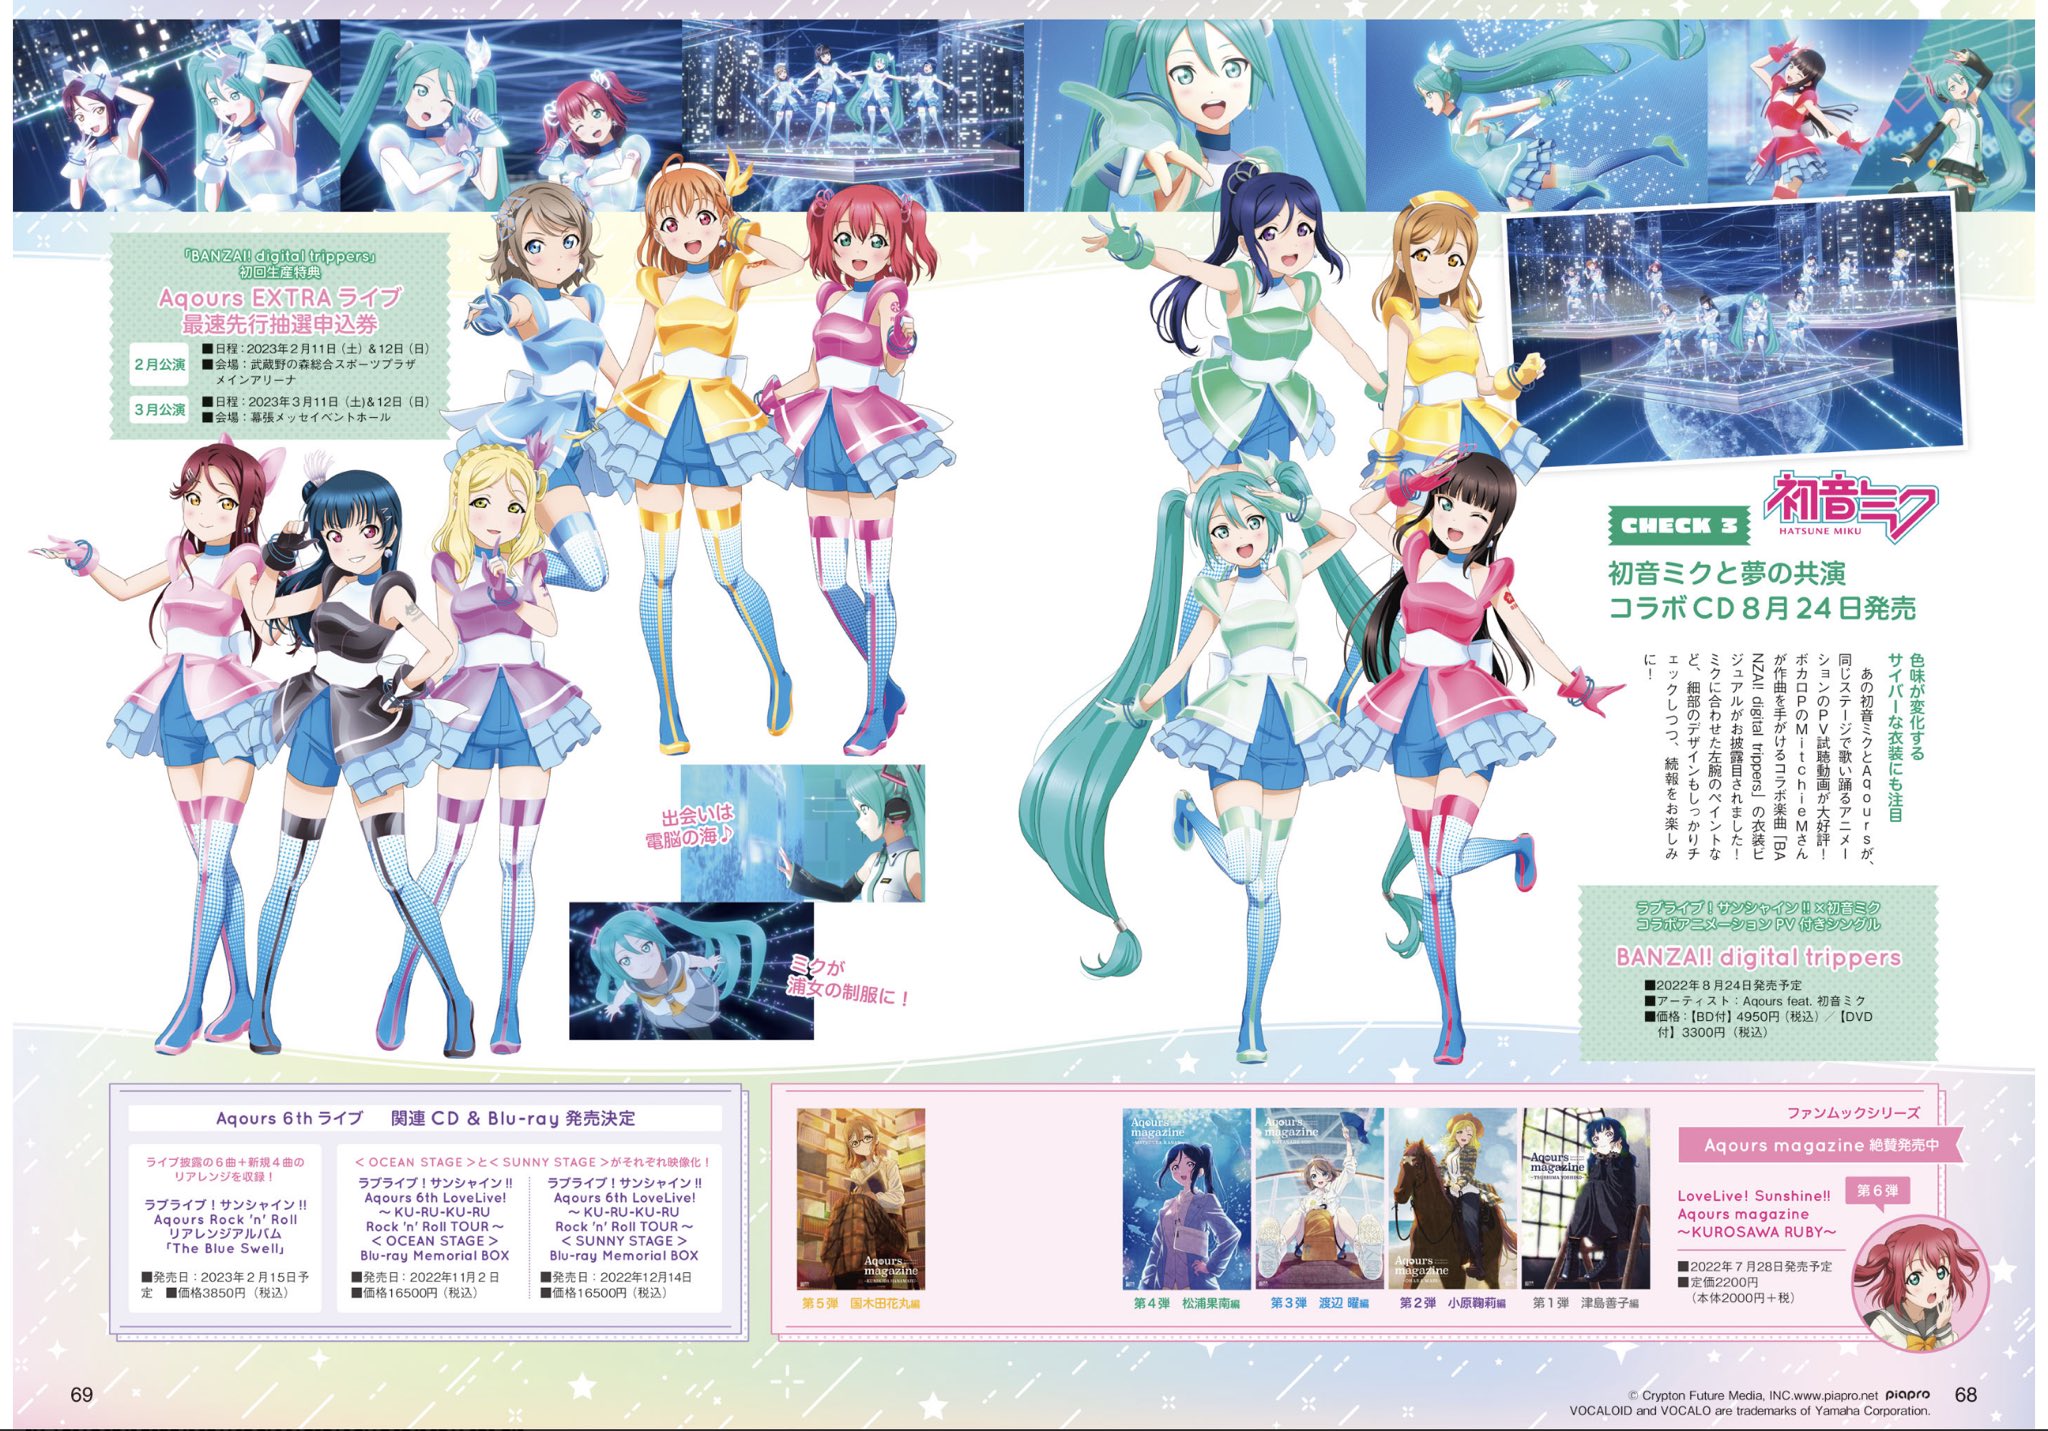 初音ミク
HATSUNE MIKU
CHECK 3
初音ミクと夢の共演
コラボCD 8月24日発売
色味が変化する
サイバーな衣装にも注目
あの初音ミクとAqoursが、
同じステージで歌い踊るアニメー
ションのPV試聴動画が大好評！
ボカロPのMitchieMさん
が作曲を手がけるコラボ楽曲「BA
NZAI! digital trippers」の衣装ビ
ジュアルがお披露目されました！
ミクに合わせた左腕のペイントな
ど、細部のデザインもしっかりチ
ェックしつつ、続報をお楽しみ
に！
ラブライブ！サンシャイン!!×初音ミク
コラボアニメーションPV付きシングル
BANZAI! digital trippers
■2022年8月24日発売予定
■アーティスト：Aqours feat. 初音ミク
■価格：【BD付】4950円（税込）／【DVD
付】3300円（税込）
「BANZAI! digital trippers」
初回生産特典
Aqours EXTRA ライブ
最速先行抽選申込券
2月公演
■日程：2023年2月11日（土）&12日（日）
■会場：武蔵野の森総合スポーツプラザ
メインアリーナ
3月公演
■日程：2023年3月11日（土)&12日（日）
■会場：幕張メッセイベントホール
出会いは
電脳の海♪
ミクが
浦女の制服に！
ファンムックシリーズ
Aqours magazine 絶賛発売中
第6弾
LoveLive! Sunshine!!
Aqours magazine
～KUROSAWA RUBY～
■2022年7月28日発売予定
■定価2200円
（本体2000円＋税）
Aqours
magazine
~TSUSHIMA YOSHIKO~
第1弾 津島善子編
Aqours
magazine
~OHARA MARI~
第2弾 小原鞠莉編
Aqours
magazine
~WATANABE YOU~
第3弾 渡辺 曜編
Aqours
magazine
~MATSUURA KANAN~
第4弾 松浦果南編
Aqours
magazine
~KUNIKIDA HANAMARU~
第5弾 国木田花丸編
Aqours 6th ライブ 関連 CD & Blu-ray 発売決定
ライブ披露の6曲＋新規4曲の
リアレンジを収録！
ラブライブ！サンシャイン!!
Aqours Rock 'n' Roll
リアレンジアルバム
「The Blue Swell」
■発売日：2023年2月15日予
定 ■価格3850円（税込）
＜OCEAN STAGE＞と＜SUNNY STAGE＞がそれぞれ映像化！
ラブライブ！サンシャイン!!
Aqours 6th LoveLive!
～KU-RU-KU-RU
Rock 'n' Roll TOUR～
＜OCEAN STAGE＞
Blu-ray Memorial BOX
■発売日：2022年11月2日
■価格16500円（税込）
ラブライブ！サンシャイン!!
Aqours 6th LoveLive!
～KU-RU-KU-RU
Rock 'n' Roll TOUR～
＜SUNNY STAGE＞
Blu-ray Memorial BOX
■発売日：2022年12月14日
■価格16500円（税込）
69
© Crypton Future Media, INC.www.piapro.net piapro
VOCALOID and VOCALO are trademarks of Yamaha Corporation.
68